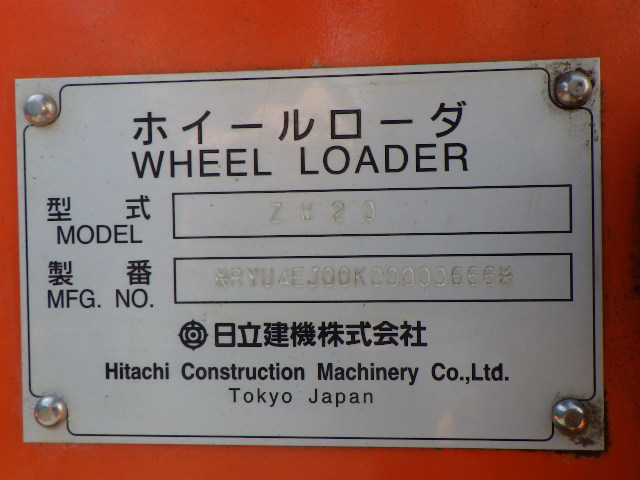 ホイールローダ
WHEEL LOADER
型式 ZW20
MODEL
製番 *RYU4EJ00K00000656*
MFG. NO.
日立建機株式会社
Hitachi Construction Machinery Co.,Ltd.
Tokyo Japan